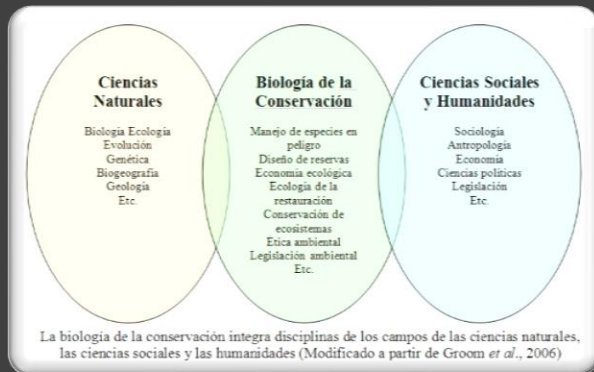 Ciencias
Naturales
Biología Ecología
Evolución
Genética
Biogeografía
Geología
Etc.
Biología de la
Conservación
Manejo de especies en
peligro
Diseño de reservas
Economía ecológica
Ecología de la
restauración
Conservación de
ecosistemas
Etica ambiental
Legislación ambiental
Etc.
Ciencias Sociales
y Humanidades
Sociología
Antropología
Economía
Ciencias políticas
Legislación
Etc.
La biología de la conservación integra disciplinas de los campos de las ciencias naturales,
las ciencias sociales y las humanidades (Modificado a partir de Groom et al., 2006)